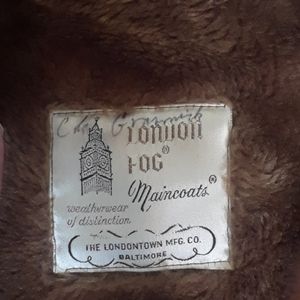 LONDON
FOG®
Maincoats®
weatherwear
of distinction
THE LONDONTOWN MFG. CO.
BALTIMORE